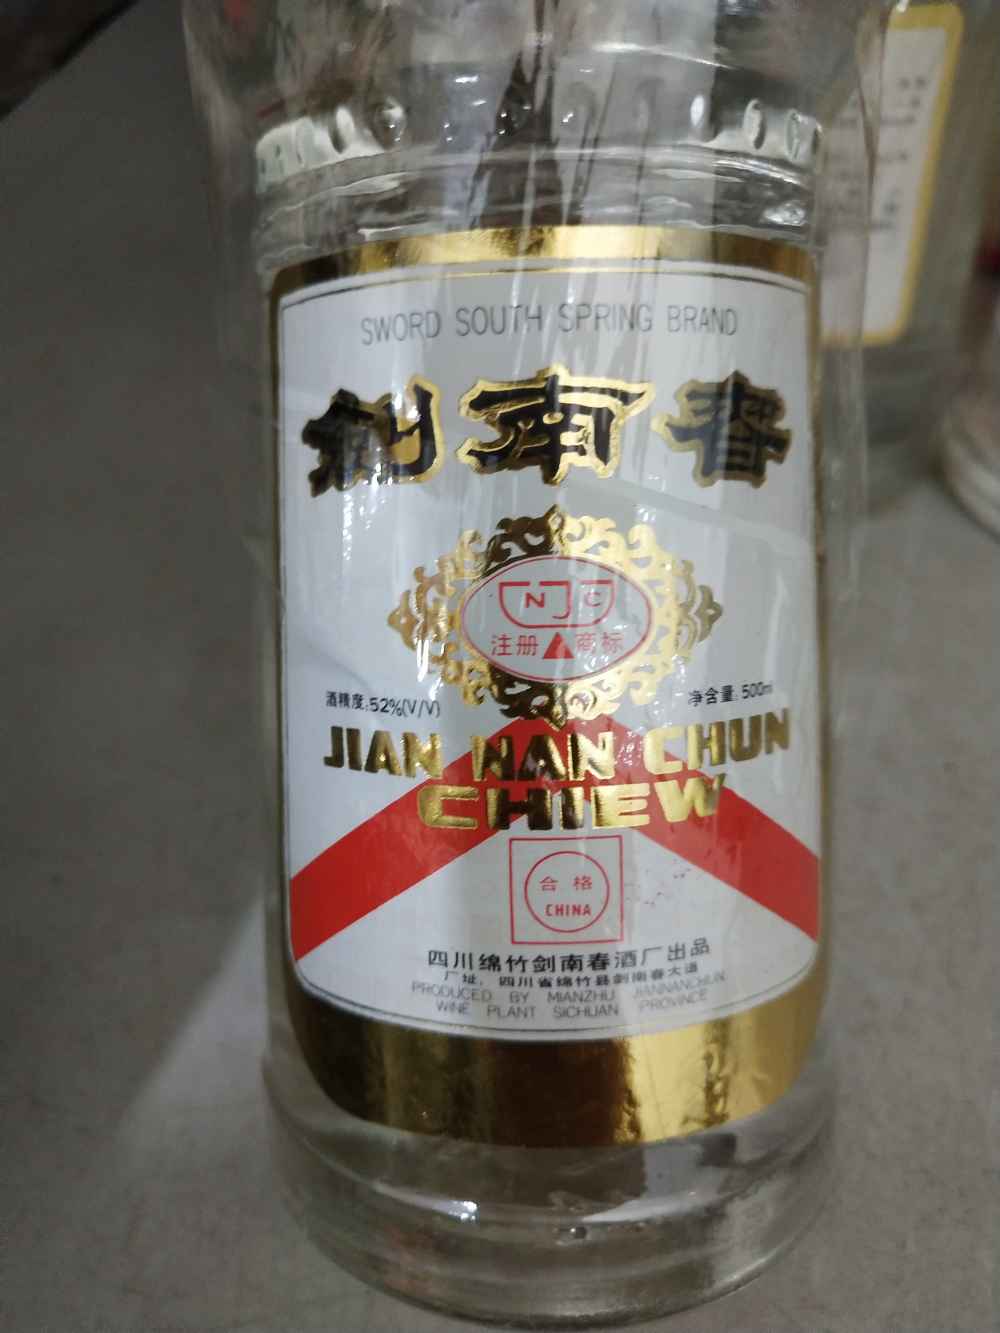 SWORD SOUTH SPRING BRAND
剑南春
NJC
注册 商标
酒精度:52%(V/V)
净含量:500ml
JIAN NAN CHUN
CHIEW
合格
CHINA
四川绵竹剑南春酒厂出品
厂址:四川省绵竹县剑南春大道
PRODUCED BY MIANZHU JIANNANCHUN
WINE PLANT SICHUAN PROVINCE